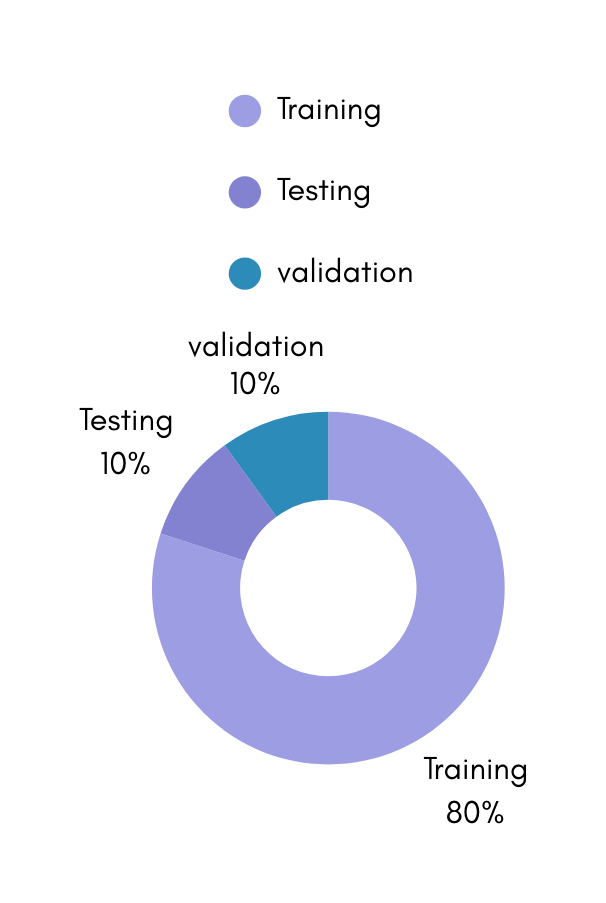 Training
Testing
validation
validation
10%
Testing
10%
Training
80%